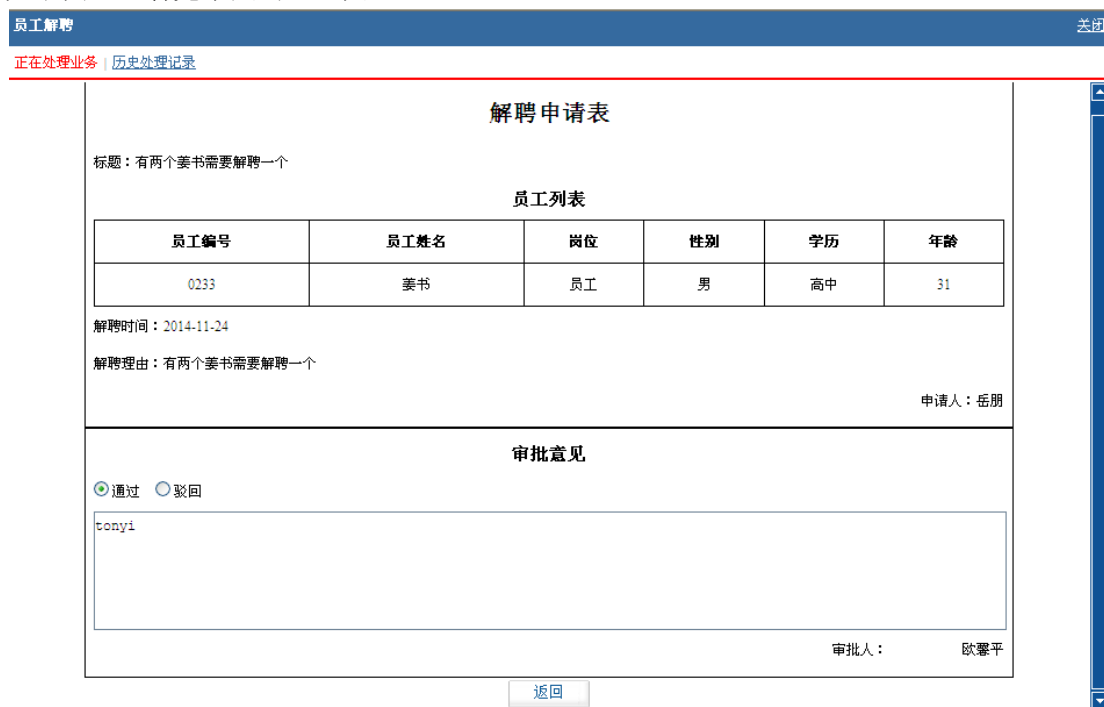 员工解聘 关闭
正在处理业务 | 历史处理记录
解聘申请表
标题：有两个姜书需要解聘一个
员工列表
员工编号 员工姓名 岗位 性别 学历 年龄
0233 姜书 员工 男 高中 31
解聘时间：2014-11-24
解聘理由：有两个姜书需要解聘一个
申请人：岳朋
审批意见
通过 驳回
tonyi
审批人： 欧馨平
返回